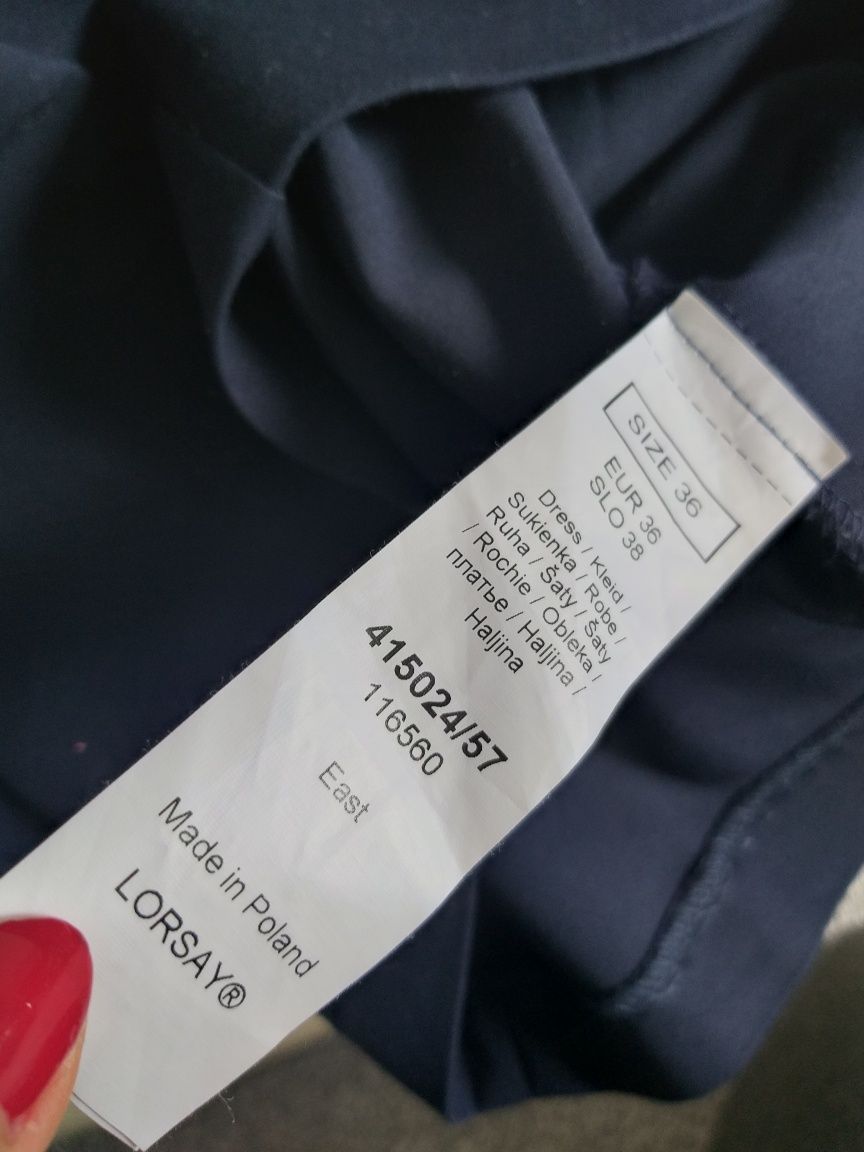 SIZE 36
EUR 36
SLO 38
Dress / Kleid /
Sukienka / Robe /
Ruha / Šaty / Šaty
/ Rochie / Obleka /
платье / Haljina /
Haljina
415024/57
116560
East
Made in Poland
LORSAY®